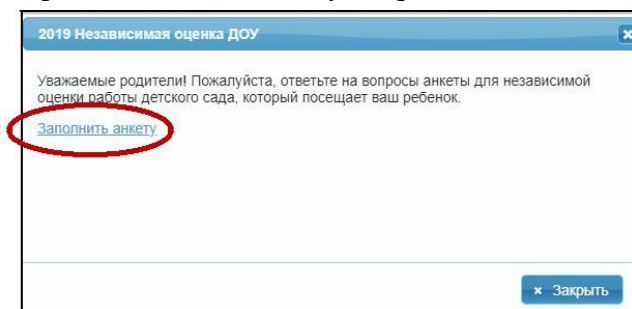 2019 Независимая оценка ДОУ
Уважаемые родители! Пожалуйста, ответьте на вопросы анкеты для независимой
оценки работы детского сада, который посещает ваш ребенок.
Заполнить анкету
× Закрыть